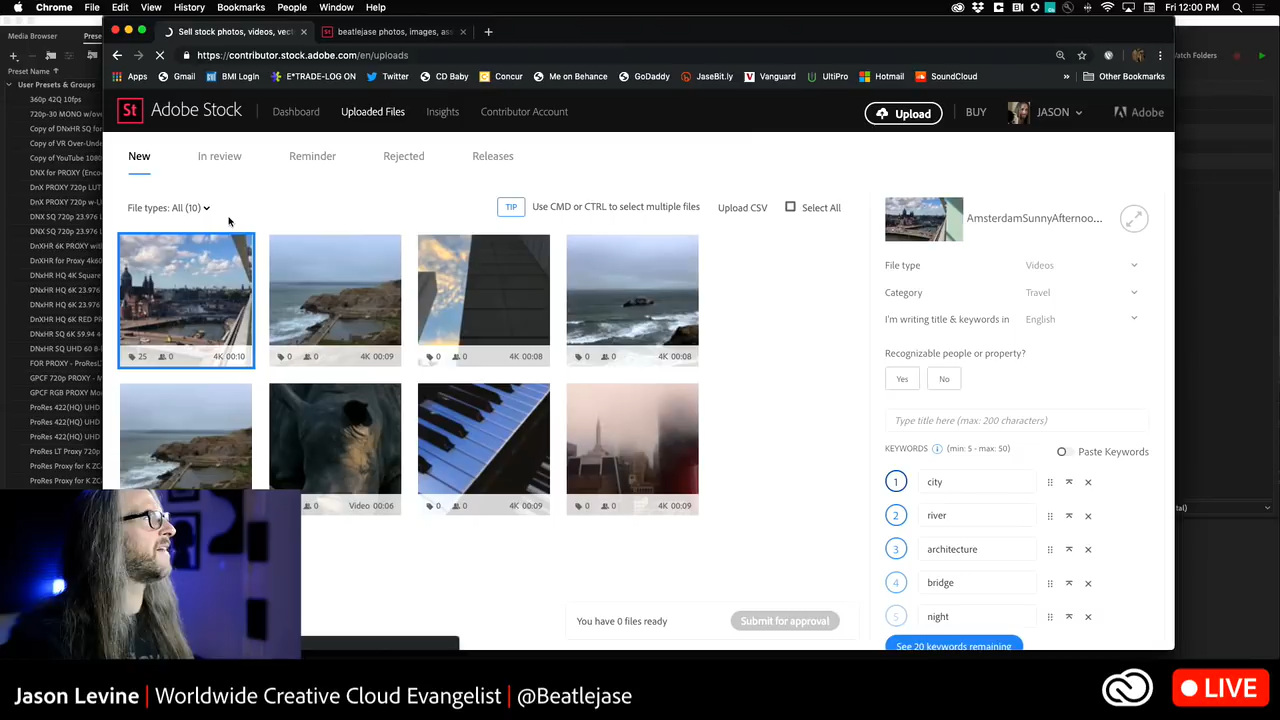 Chrome File Edit View History Bookmarks People Window Help Fri 12:00 PM
Media Browser Prese
Preset Name ↑
User Presets & Groups
360p 42Q 10fps
720p-30 MONO w/ove
Copy of DNxHR SQ for
Copy of VR Over-Unde
Copy of YouTube 1080
DNX for PROXY (Enco
DnX PROXY 720p LUT
DnX PROXY 720p w-U
DNX SQ 720p 23.976 L
DNX SQ 720p 23.976 L
DnXHR 6K PROXY with
DnXHR for Proxy 4k60
DNxHR HQ 4K Square
DNxHR HQ 6K 23.976
DNxHR HQ 6K 23.976
DNxHR HQ 6K RED PR
DNxHR SQ 6K 59.94 4-
DNxHR SQ UHD 60 8-
FOR PROXY - ProResL
GPCF 720p PROXY - M
GPCF RGB PROXY Mo
ProRes 422(HQ) UHD
ProRes 422(HQ) UHD
ProRes 422(HQ) UHD
ProRes LT Proxy 720p
ProRes Proxy for K ZC
ProRes Proxy for K ZC
Watch Folders
tal)
Sell stock photos, videos, vect
beatlejase photos, images, ass
https://contributor.stock.adobe.com/en/uploads
Apps Gmail BMI Login E*TRADE-LOG ON Twitter CD Baby Concur Me on Behance GoDaddy JaseBit.ly Vanguard UltiPro Hotmail SoundCloud » Other Bookmarks
St Adobe Stock Dashboard Uploaded Files Insights Contributor Account Upload BUY JASON Adobe
New In review Reminder Rejected Releases
File types: All (10) TIP Use CMD or CTRL to select multiple files Upload CSV Select All
25 0 4K 00:10
0 0 4K 00:09
0 0 4K 00:08
0 0 4K 00:08
0 Video 00:06
0 0 4K 00:09
0 0 4K 00:09
You have 0 files ready Submit for approval
AmsterdamSunnyAfternoo...
File type Videos
Category Travel
I'm writing title & keywords in English
Recognizable people or property?
Yes No
Type title here (max: 200 characters)
KEYWORDS (min: 5 - max: 50) Paste Keywords
1 city
2 river
3 architecture
4 bridge
5 night
See 20 keywords remaining
Jason Levine | Worldwide Creative Cloud Evangelist | @Beatlejase
LIVE